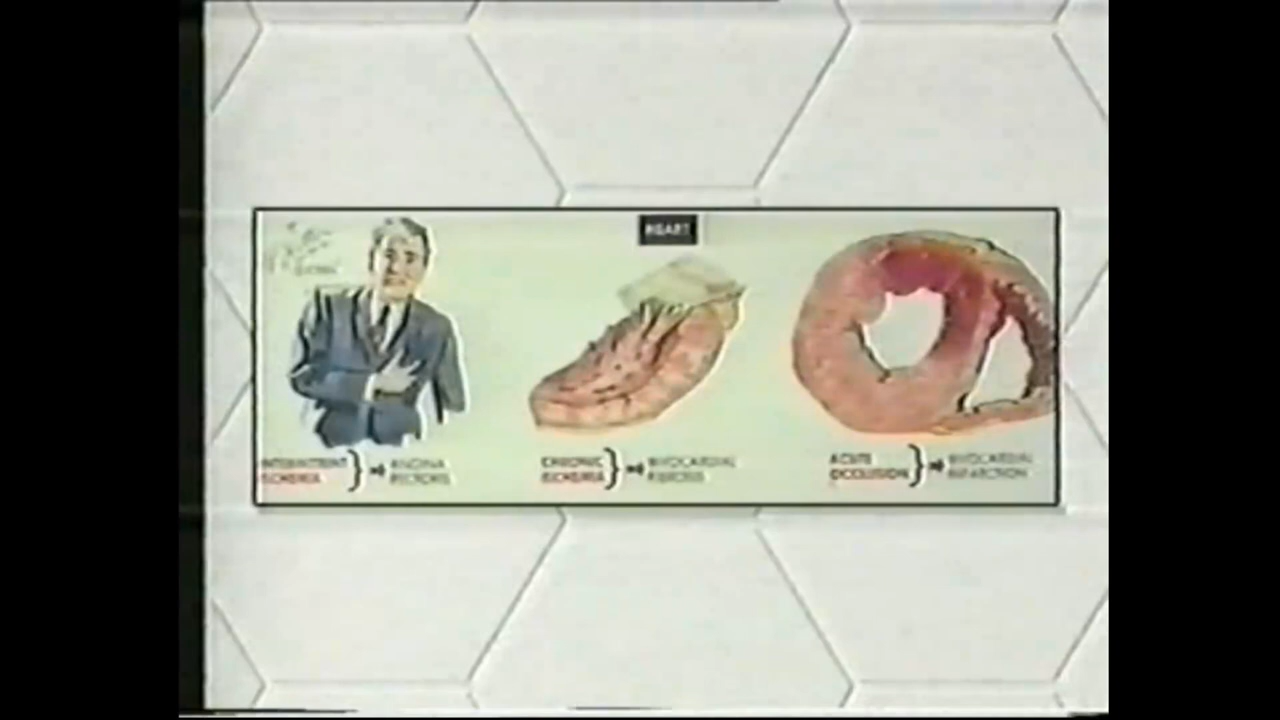 HEART
INTERMITTENT
ISCHEMIA
ANGINA
PECTORIS
CHRONIC
ISCHEMIA
MYOCARDIAL
FIBROSIS
ACUTE
OCCLUSION
MYOCARDIAL
INFARCTION